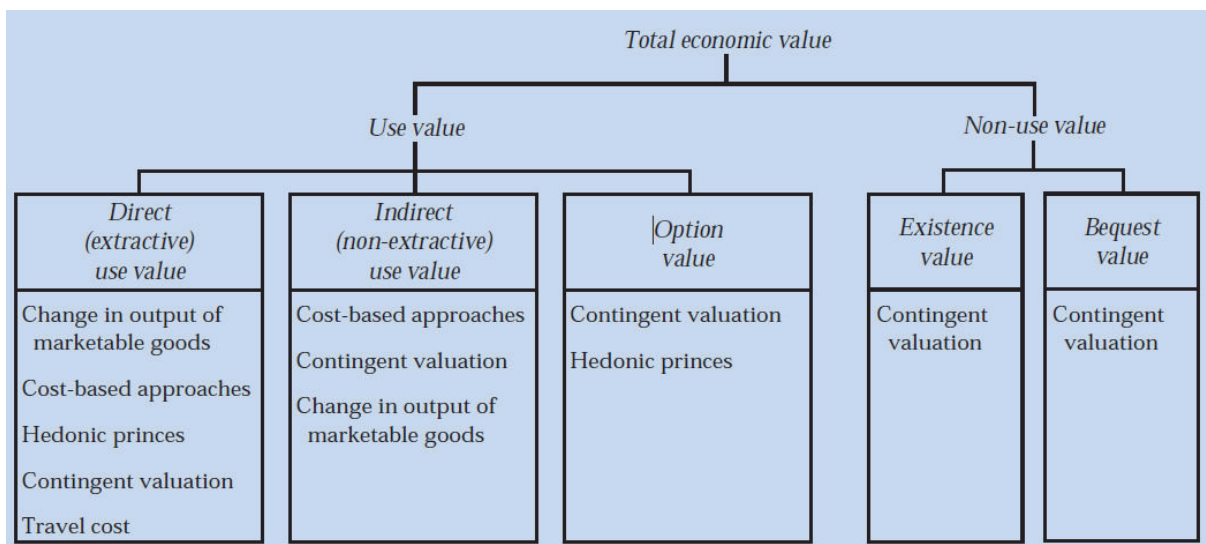 Total economic value
Use value
Non-use value
Direct
(extractive)
use value
Change in output of
marketable goods
Cost-based approaches
Hedonic princes
Contingent valuation
Travel cost
Indirect
(non-extractive)
use value
Cost-based approaches
Contingent valuation
Change in output of
marketable goods
Option
value
Contingent valuation
Hedonic princes
Existence
value
Contingent
valuation
Bequest
value
Contingent
valuation